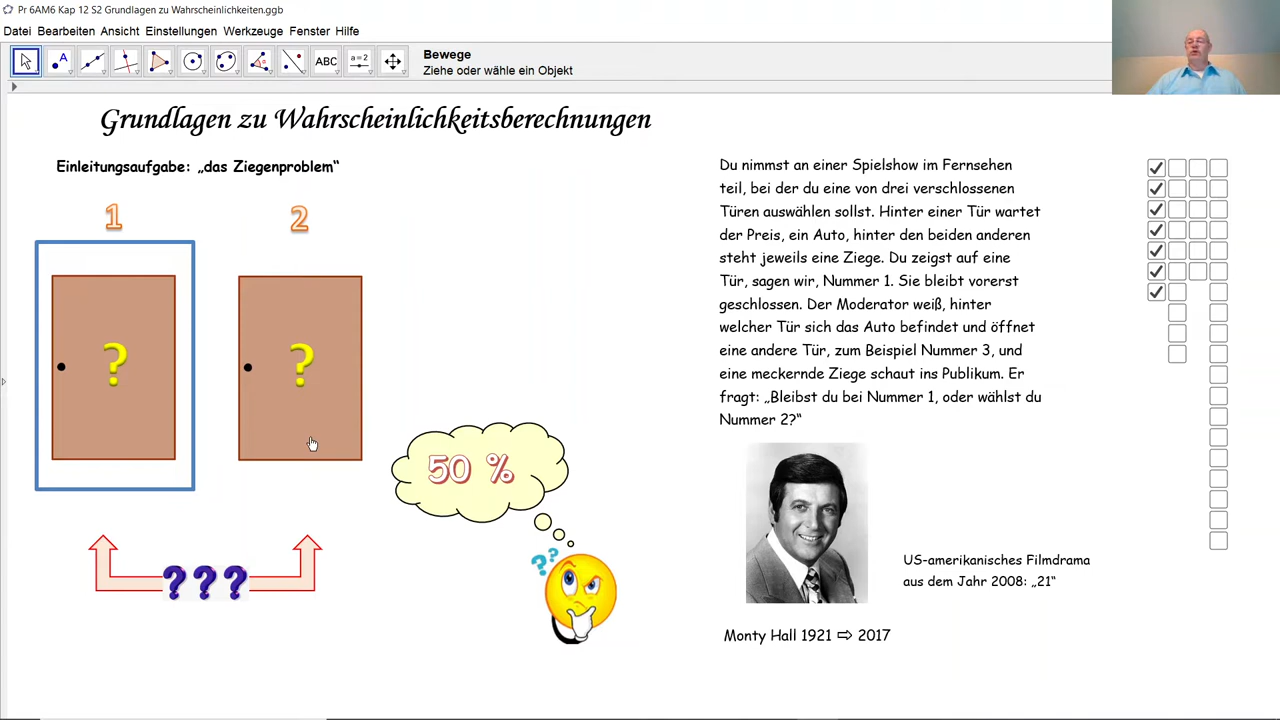 Pr 6AM6 Kap 12 S2 Grundlagen zu Wahrscheinlichkeiten.ggb
Datei Bearbeiten Ansicht Einstellungen Werkzeuge Fenster Hilfe
A
ABC
a=2
Bewege
Ziehe oder wähle ein Objekt
Grundlagen zu Wahrscheinlichkeitsberechnungen
Einleitungsaufgabe: „das Ziegenproblem“
1
2
?
?
50 %
???
??
Du nimmst an einer Spielshow im Fernsehen
teil, bei der du eine von drei verschlossenen
Türen auswählen sollst. Hinter einer Tür wartet
der Preis, ein Auto, hinter den beiden anderen
steht jeweils eine Ziege. Du zeigst auf eine
Tür, sagen wir, Nummer 1. Sie bleibt vorerst
geschlossen. Der Moderator weiß, hinter
welcher Tür sich das Auto befindet und öffnet
eine andere Tür, zum Beispiel Nummer 3, und
eine meckernde Ziege schaut ins Publikum. Er
fragt: „Bleibst du bei Nummer 1, oder wählst du
Nummer 2?“
US-amerikanisches Filmdrama
aus dem Jahr 2008: „21“
Monty Hall 1921 ⇨ 2017